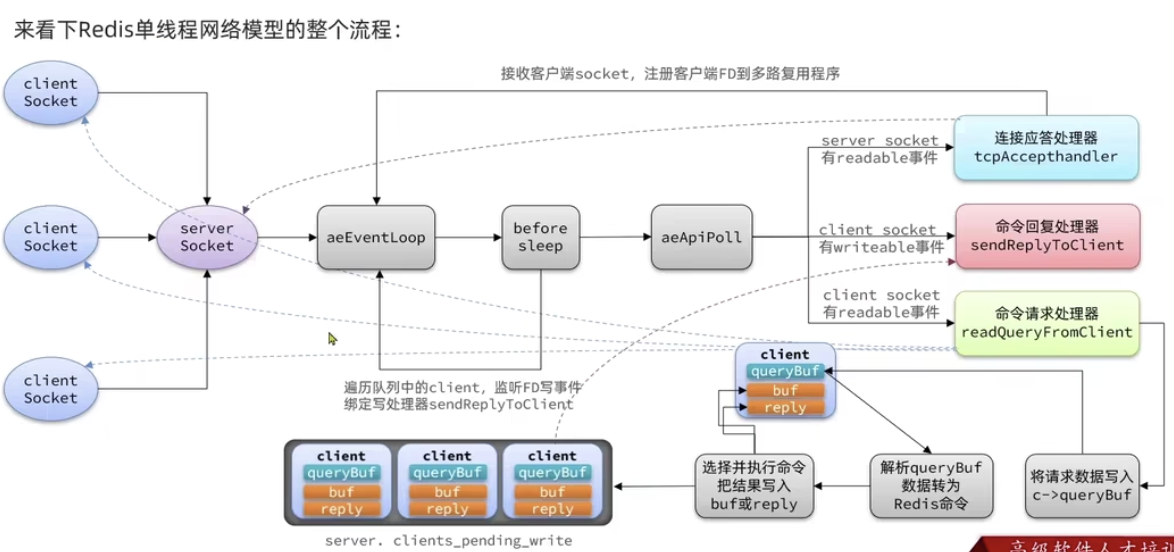 来看下Redis单线程网络模型的整个流程：
接收客户端socket，注册客户端FD到多路复用程序
client
Socket
client
Socket
client
Socket
server
Socket
aeEventLoop
before
sleep
aeApiPoll
server socket
有readable事件
连接应答处理器
tcpAccepthandler
client socket
有writeable事件
命令回复处理器
sendReplyToClient
client socket
有readable事件
命令请求处理器
readQueryFromClient
遍历队列中的client，监听FD写事件
绑定写处理器sendReplyToClient
client
queryBuf
buf
reply
client
queryBuf
buf
reply
client
queryBuf
buf
reply
client
queryBuf
buf
reply
server. clients_pending_write
选择并执行命令
把结果写入
buf或reply
解析queryBuf
数据转为
Redis命令
将请求数据写入
c->queryBuf
高级软件人才培训